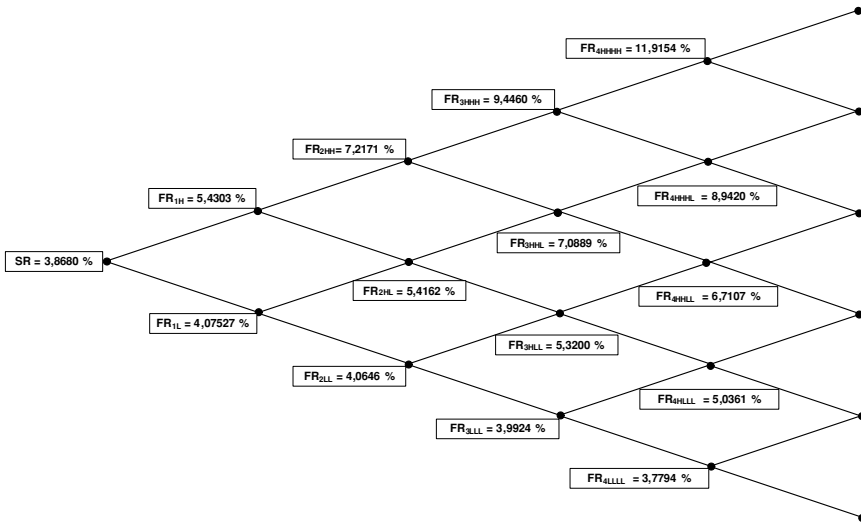 FR4HHHH = 11,9154 %
FR3HHH = 9,4460 %
FR2HH= 7,2171 %
FR1H = 5,4303 %
FR4HHHL = 8,9420 %
FR3HHL = 7,0889 %
SR = 3,8680 %
FR2HL = 5,4162 %
FR4HHLL = 6,7107 %
FR1L = 4,07527 %
FR3HLL = 5,3200 %
FR2LL = 4,0646 %
FR4HLLL = 5,0361 %
FR3LLL = 3,9924 %
FR4LLLL = 3,7794 %